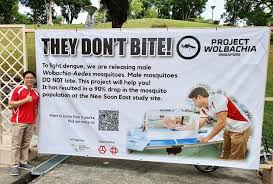 THEY DON'T BITE!
PROJECT
WOLBACHIA
SINGAPORE
To fight dengue, we are releasing male
Wolbachia-Aedes mosquitoes. Male mosquitoes
DO NOT bite. This project will help you!
It has resulted in a 90% drop in the mosquito
population at the Nee Soon East study site.